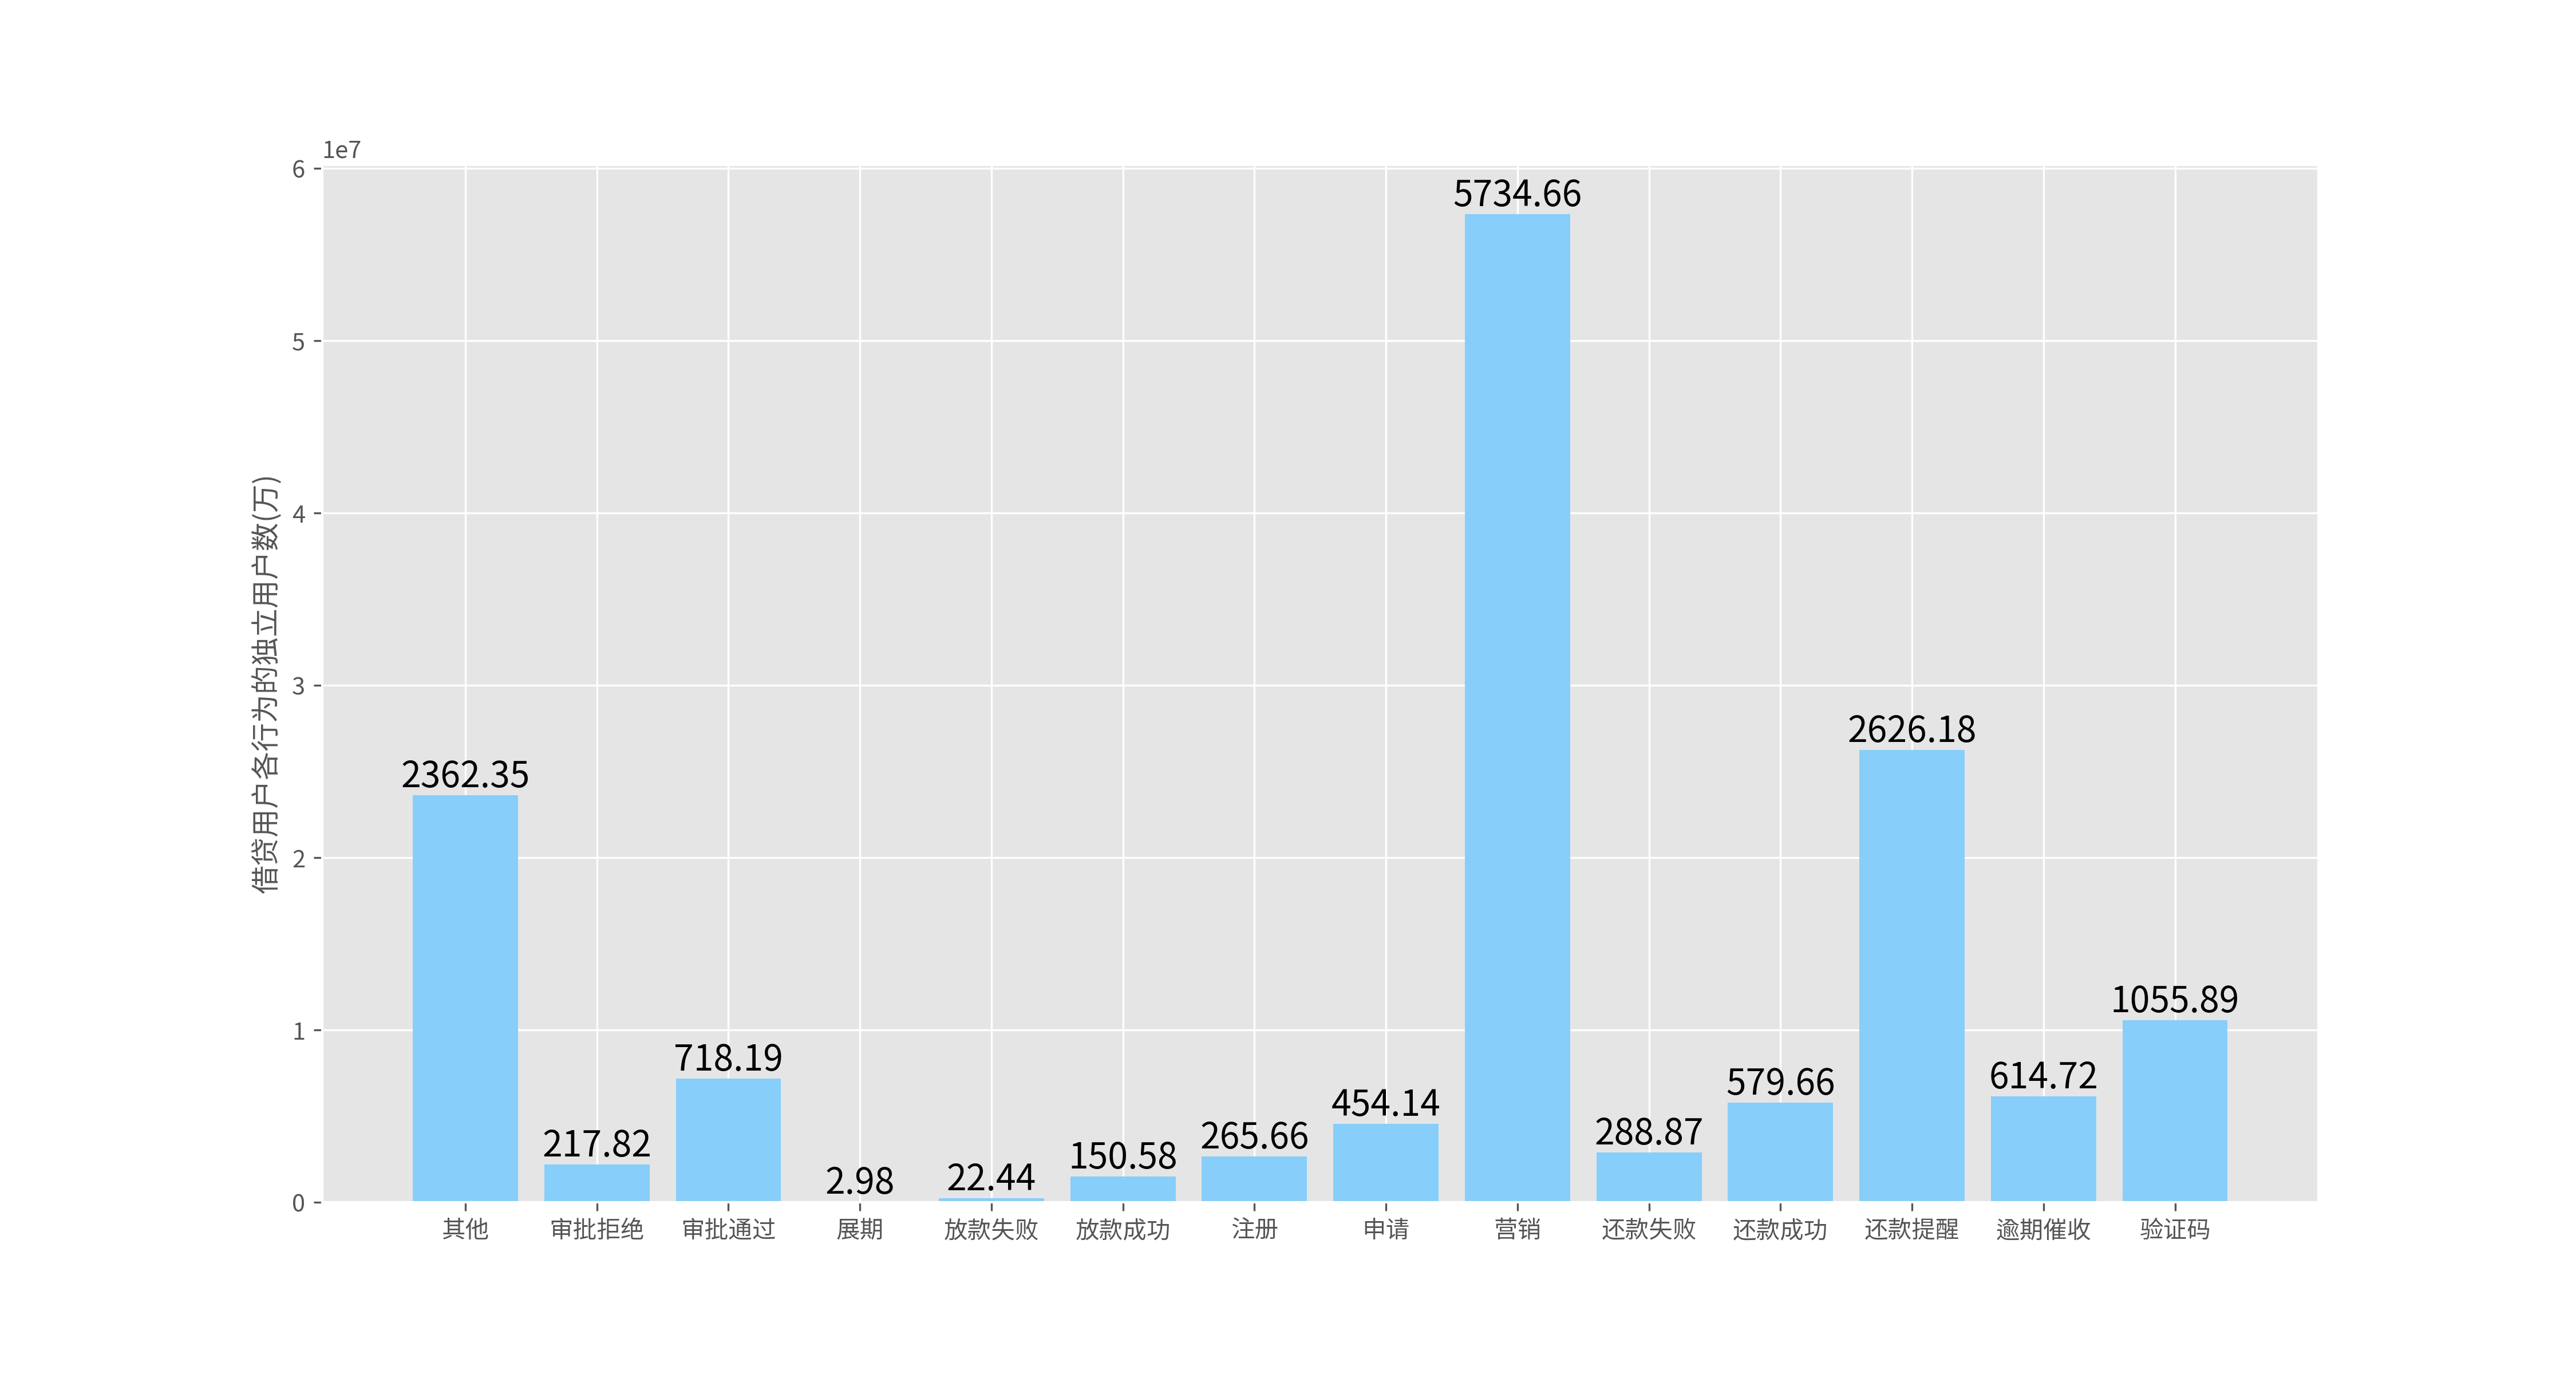 1e7
6
5
4
3
2
1
0
借贷用户各行为的独立用户数(万)
2362.35
217.82
718.19
2.98
22.44
150.58
265.66
454.14
5734.66
288.87
579.66
2626.18
614.72
1055.89
其他
审批拒绝
审批通过
展期
放款失败
放款成功
注册
申请
营销
还款失败
还款成功
还款提醒
逾期催收
验证码